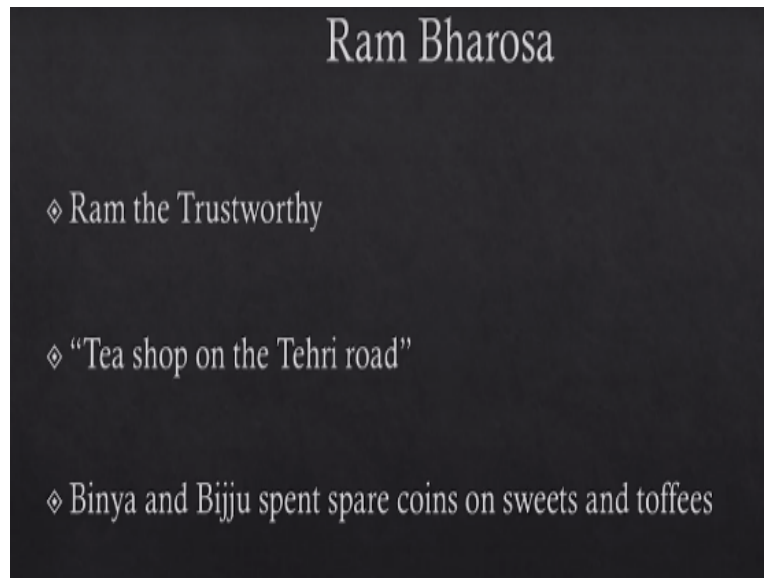 Ram Bharosa
Ram the Trustworthy
“Tea shop on the Tehri road”
Binya and Bijju spent spare coins on sweets and toffees